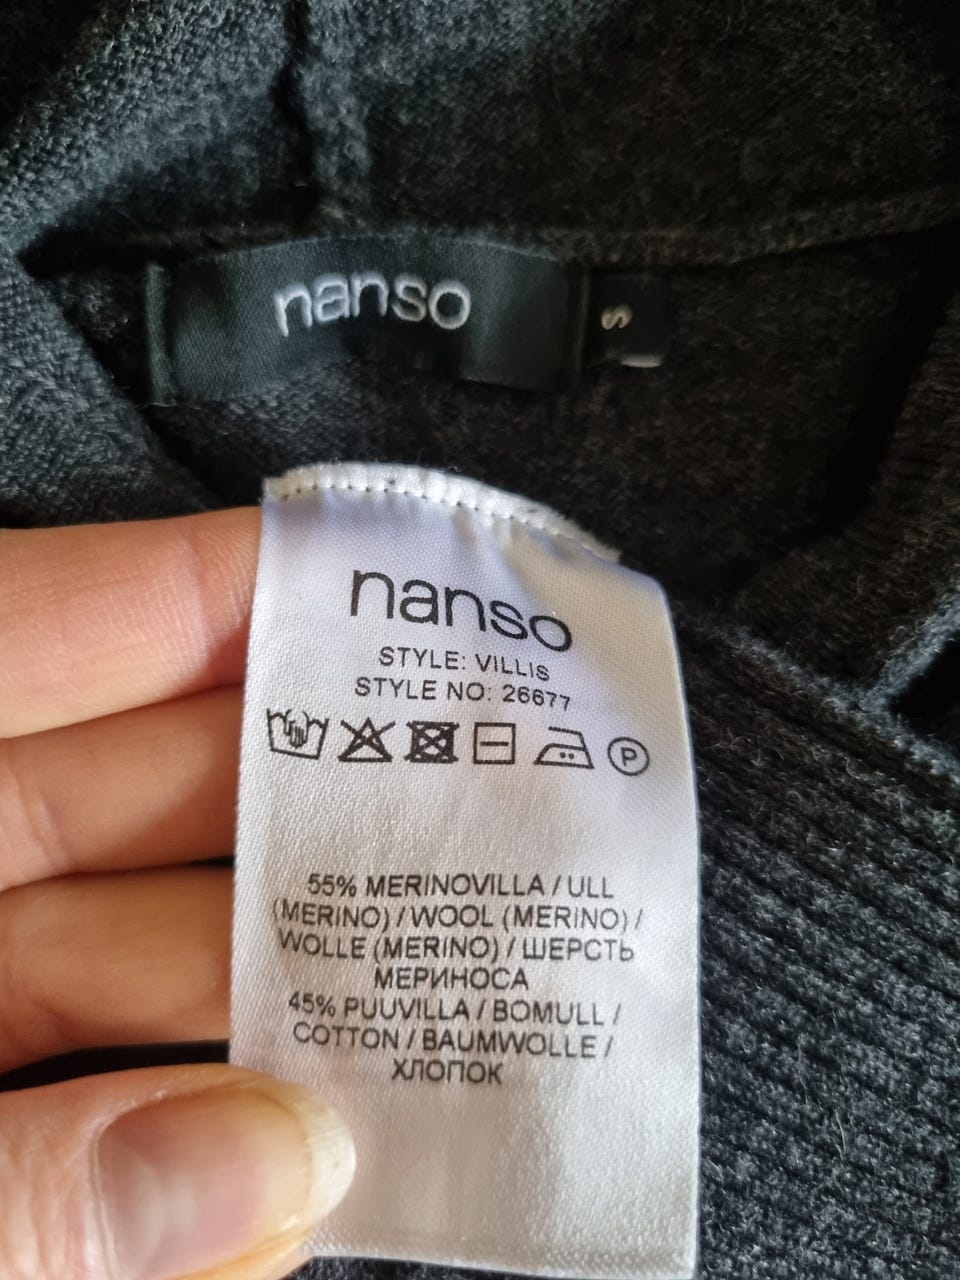 nanso
S
nanso
STYLE: VILLIS
STYLE NO: 26677
P
55% MERINOVILLA / ULL
(MERINO) / WOOL (MERINO) /
WOLLE (MERINO) / ШЕРСТЬ
МЕРИНОСА
45% PUUVILLA / BOMULL /
COTTON / BAUMWOLLE /
ХЛОПОК